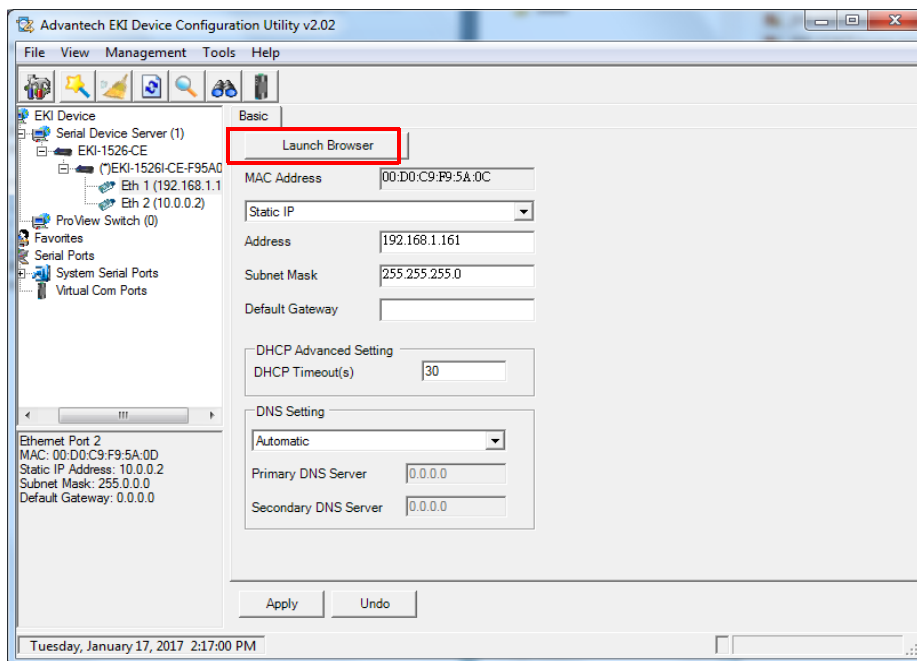 Advantech EKI Device Configuration Utility v2.02
File View Management Tools Help
EKI Device
Serial Device Server (1)
EKI-1526-CE
(*)EKI-1526I-CE-F95A0
Eth 1 (192.168.1.1
Eth 2 (10.0.0.2)
ProView Switch (0)
Favorites
Serial Ports
System Serial Ports
Virtual Com Ports
Ethernet Port 2
MAC: 00:D0:C9:F9:5A:0D
Static IP Address: 10.0.0.2
Subnet Mask: 255.0.0.0
Default Gateway: 0.0.0.0
Basic
Launch Browser
MAC Address 00:D0:C9:F9:5A:0C
Static IP
Address 192.168.1.161
Subnet Mask 255.255.255.0
Default Gateway
DHCP Advanced Setting
DHCP Timeout(s) 30
DNS Setting
Automatic
Primary DNS Server 0.0.0.0
Secondary DNS Server 0.0.0.0
Apply Undo
Tuesday, January 17, 2017 2:17:00 PM